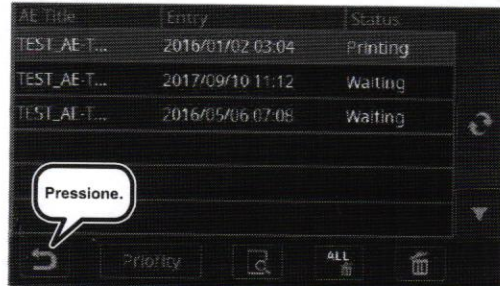 AE Title Entry Status
TEST_AE-T... 2016/01/02 03:04 Printing
TEST_AE-T... 2017/09/10 11:12 Waiting
TEST_AE-T... 2016/05/06 07:08 Waiting
Pressione.
Priority
ALL